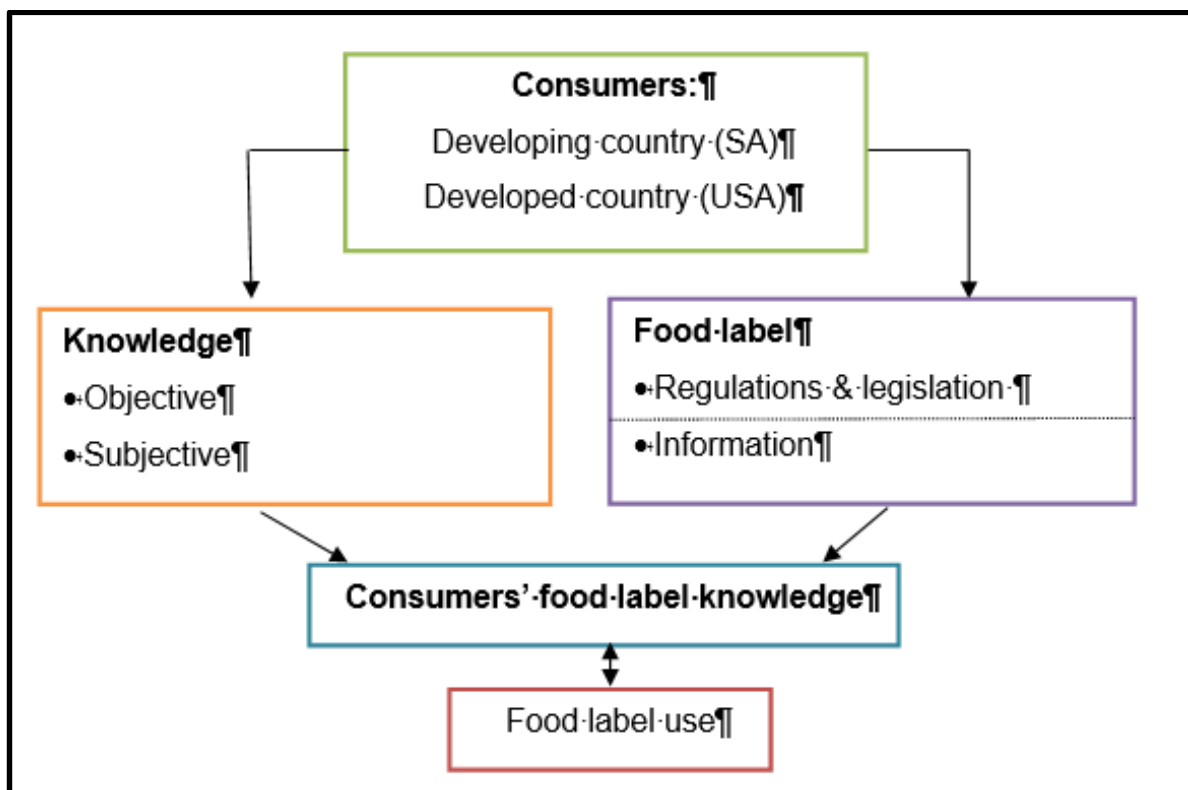 Consumers:¶
Developing·country·(SA)¶
Developed·country·(USA)¶
Knowledge¶
•Objective¶
•Subjective¶
Food·label¶
•Regulations·&·legislation·¶
•Information¶
Consumers’·food·label·knowledge¶
Food·label·use¶